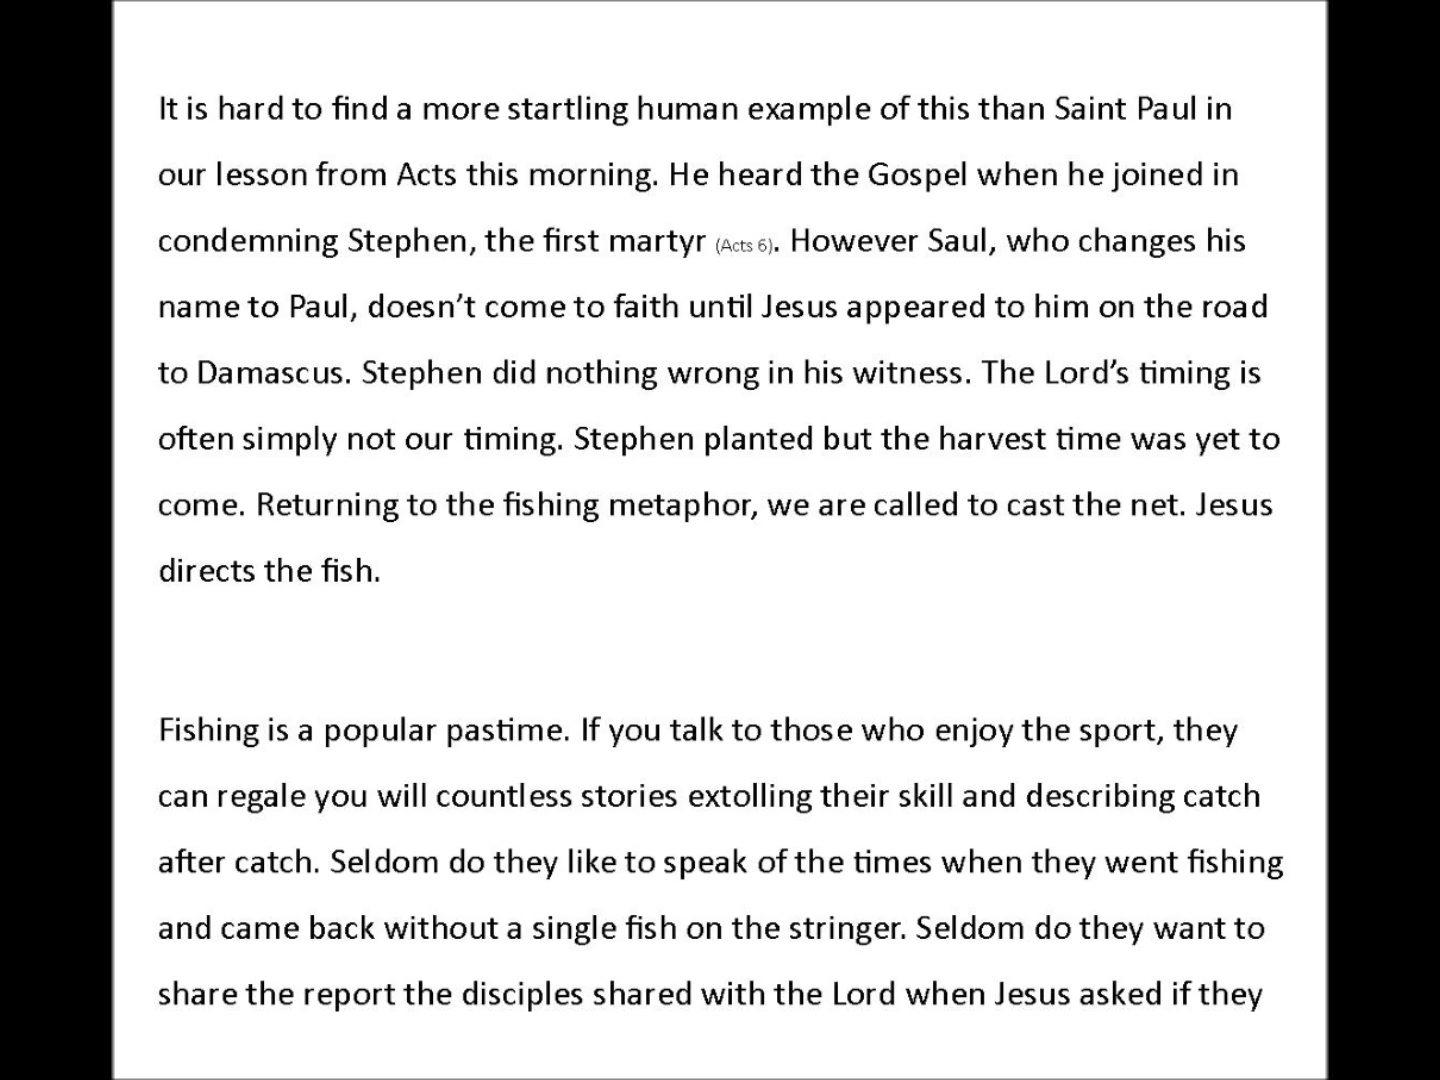 It is hard to find a more startling human example of this than Saint Paul in
our lesson from Acts this morning. He heard the Gospel when he joined in
condemning Stephen, the first martyr (Acts 6). However Saul, who changes his
name to Paul, doesn’t come to faith until Jesus appeared to him on the road
to Damascus. Stephen did nothing wrong in his witness. The Lord’s timing is
often simply not our timing. Stephen planted but the harvest time was yet to
come. Returning to the fishing metaphor, we are called to cast the net. Jesus
directs the fish.
Fishing is a popular pastime. If you talk to those who enjoy the sport, they
can regale you will countless stories extolling their skill and describing catch
after catch. Seldom do they like to speak of the times when they went fishing
and came back without a single fish on the stringer. Seldom do they want to
share the report the disciples shared with the Lord when Jesus asked if they